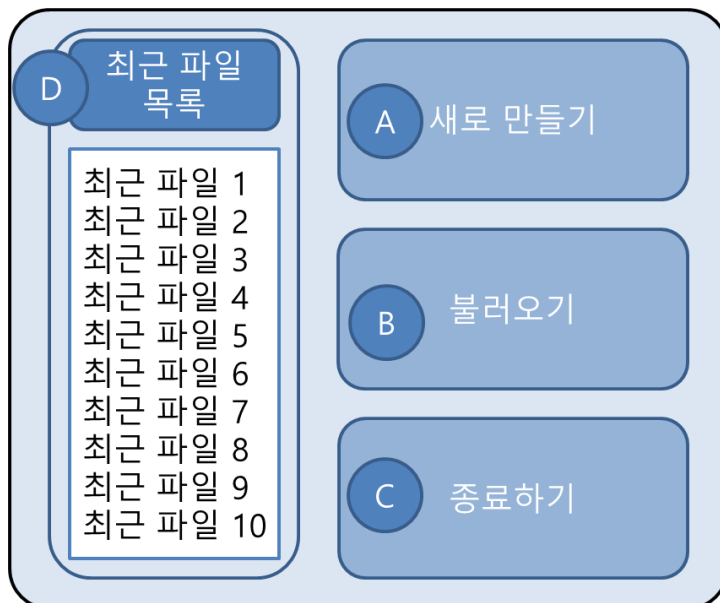 D
최근 파일
목록
최근 파일 1
최근 파일 2
최근 파일 3
최근 파일 4
최근 파일 5
최근 파일 6
최근 파일 7
최근 파일 8
최근 파일 9
최근 파일 10
A 새로 만들기
B 불러오기
C 종료하기